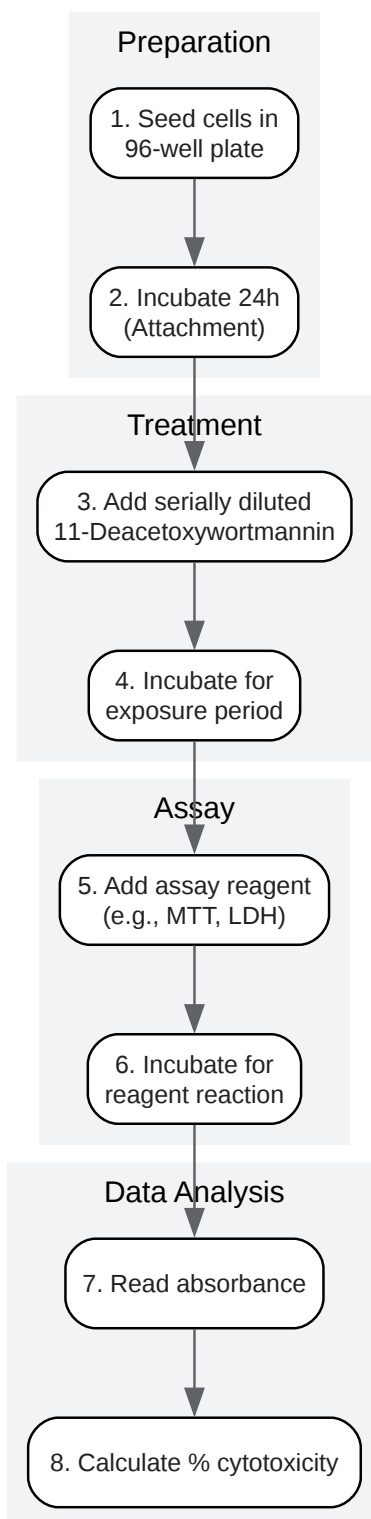 Preparation
1. Seed cells in
96-well plate
2. Incubate 24h
(Attachment)
Treatment
3. Add serially diluted
11-Deacetoxywortmannin
4. Incubate for
exposure period
Assay
5. Add assay reagent
(e.g., MTT, LDH)
6. Incubate for
reagent reaction
Data Analysis
7. Read absorbance
8. Calculate % cytotoxicity